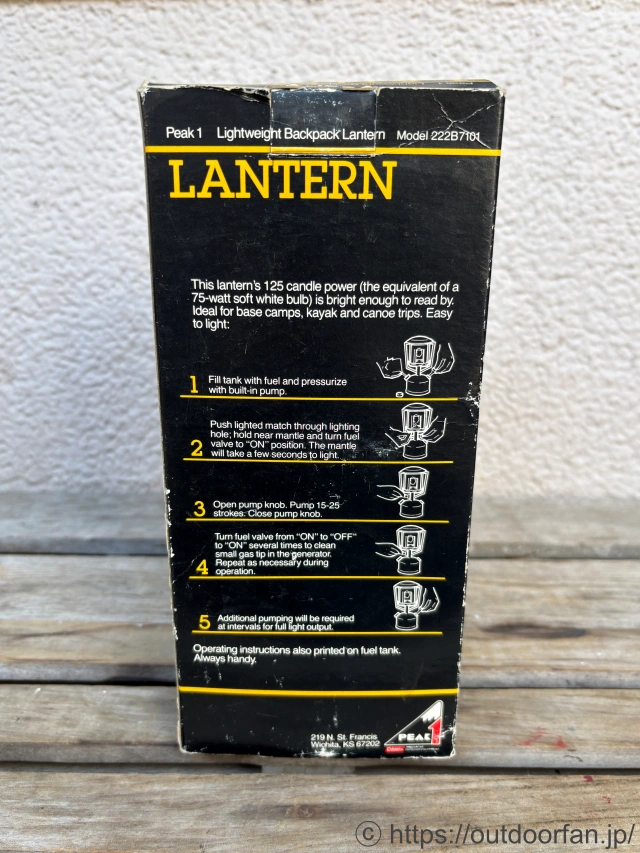 Peak 1 Lightweight Backpack Lantern Model 222B7101
LANTERN
This lantern's 125 candle power (the equivalent of a
75-watt soft white bulb) is bright enough to read by.
Ideal for base camps, kayak and canoe trips. Easy
to light:
1 Fill tank with fuel and pressurize
with built-in pump.
Push lighted match through lighting
hole; hold near mantle and turn fuel
2 valve to "ON" position. The mantle
will take a few seconds to light.
3 Open pump knob. Pump 15-25
strokes. Close pump knob.
Turn fuel valve from "ON" to "OFF"
to "ON" several times to clean
small gas tip in the generator.
4 Repeat as necessary during
operation.
5 Additional pumping will be required
at intervals for full light output.
Operating instructions also printed on fuel tank.
Always handy.
219 N. St. Francis
Wichita, KS 67202
PEAK 1
© https://outdoorfan.jp/